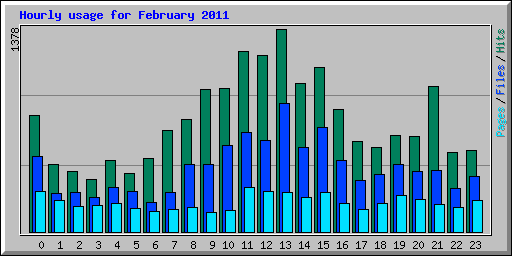 Hourly usage for February 2011
1378
Pages / Files / Hits
0 1 2 3 4 5 6 7 8 9 10 11 12 13 14 15 16 17 18 19 20 21 22 23